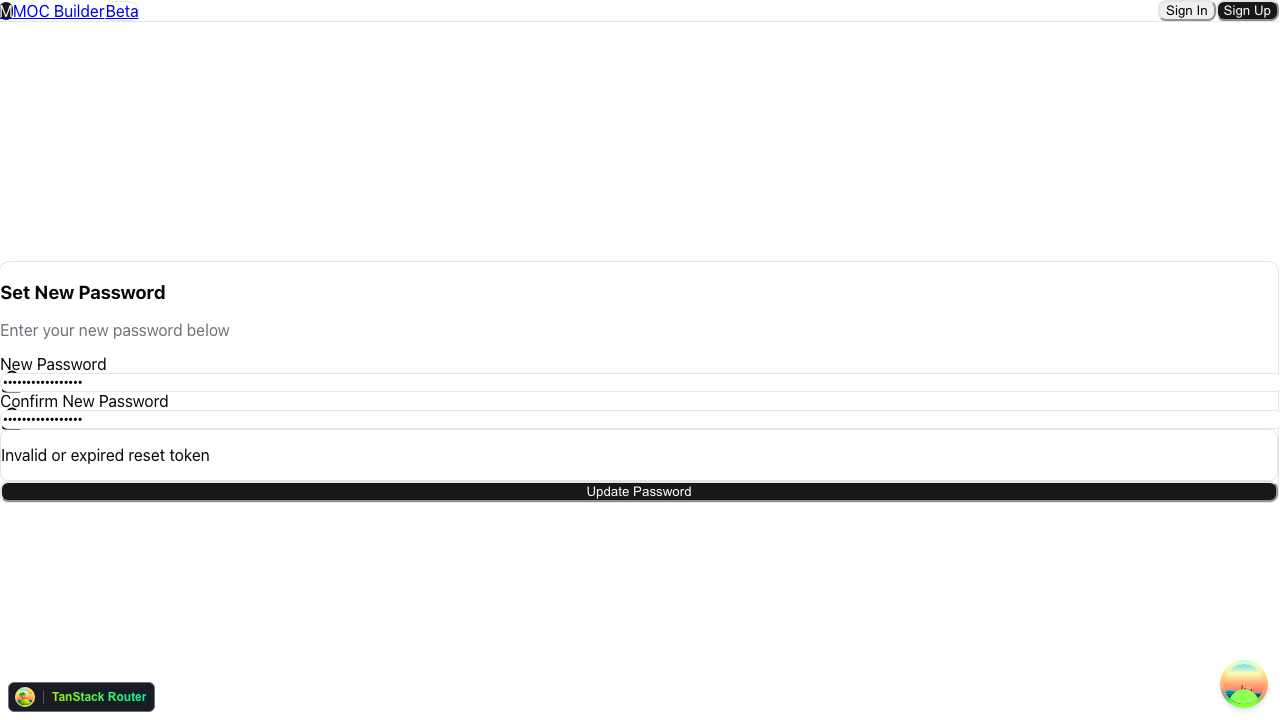 MMOC BuilderBeta
Sign In
Sign Up
Set New Password
Enter your new password below
New Password
•••••••••••••••••
Confirm New Password
•••••••••••••••••
Invalid or expired reset token
Update Password
TanStack Router